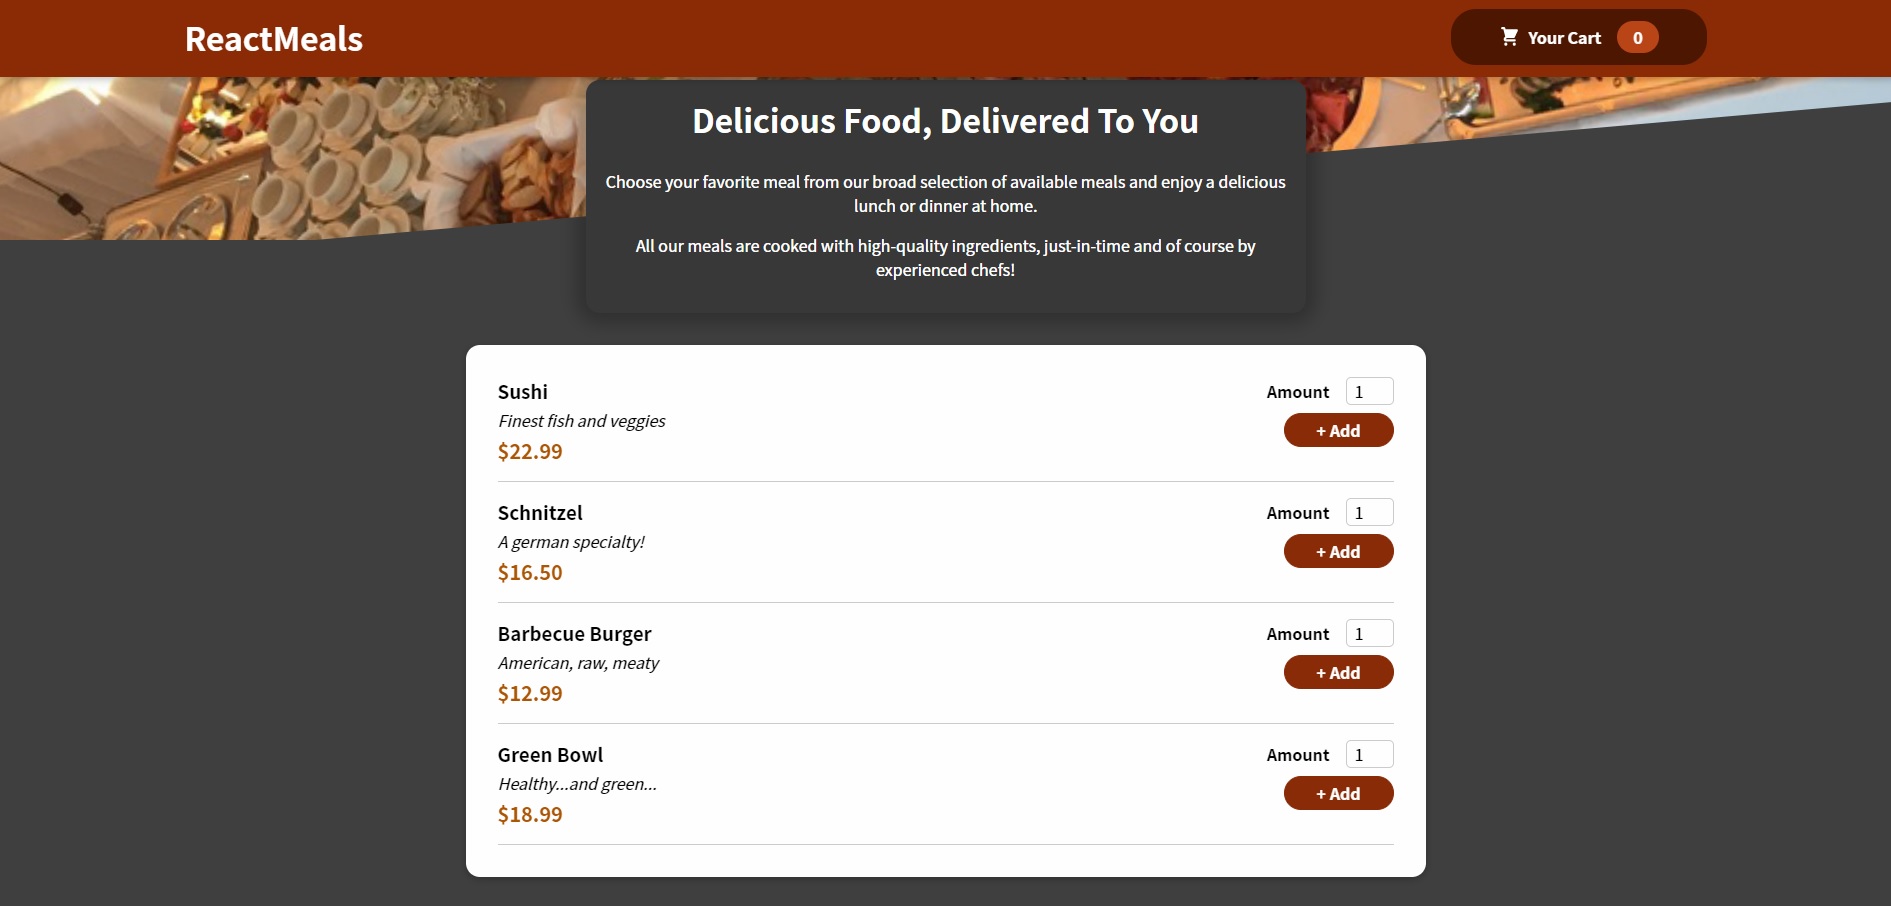 ReactMeals
Your Cart 0
Delicious Food, Delivered To You
Choose your favorite meal from our broad selection of available meals and enjoy a delicious
lunch or dinner at home.
All our meals are cooked with high-quality ingredients, just-in-time and of course by
experienced chefs!
Sushi
Finest fish and veggies
$22.99
Amount 1
+ Add
Schnitzel
A german specialty!
$16.50
Amount 1
+ Add
Barbecue Burger
American, raw, meaty
$12.99
Amount 1
+ Add
Green Bowl
Healthy...and green...
$18.99
Amount 1
+ Add